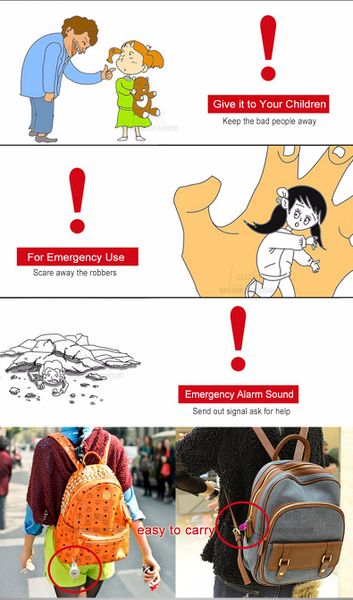 Give it to Your Children
Keep the bad people away
For Emergency Use
Scare away the robbers
Emergency Alarm Sound
Send out signal ask for help
easy to carry